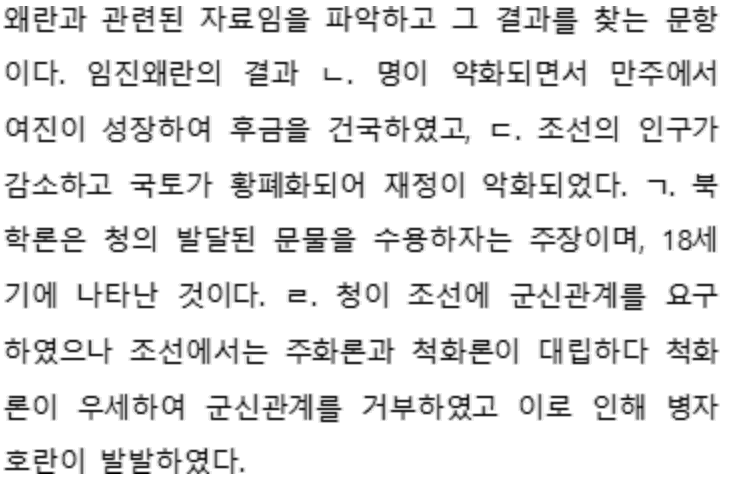 왜란과 관련된 자료임을 파악하고 그 결과를 찾는 문항
이다. 임진왜란의 결과 ㄴ. 명이 약화되면서 만주에서
여진이 성장하여 후금을 건국하였고, ㄷ. 조선의 인구가
감소하고 국토가 황폐화되어 재정이 악화되었다. ㄱ. 북
학론은 청의 발달된 문물을 수용하자는 주장이며, 18세
기에 나타난 것이다. ㄹ. 청이 조선에 군신관계를 요구
하였으나 조선에서는 주화론과 척화론이 대립하다 척화
론이 우세하여 군신관계를 거부하였고 이로 인해 병자
호란이 발발하였다.